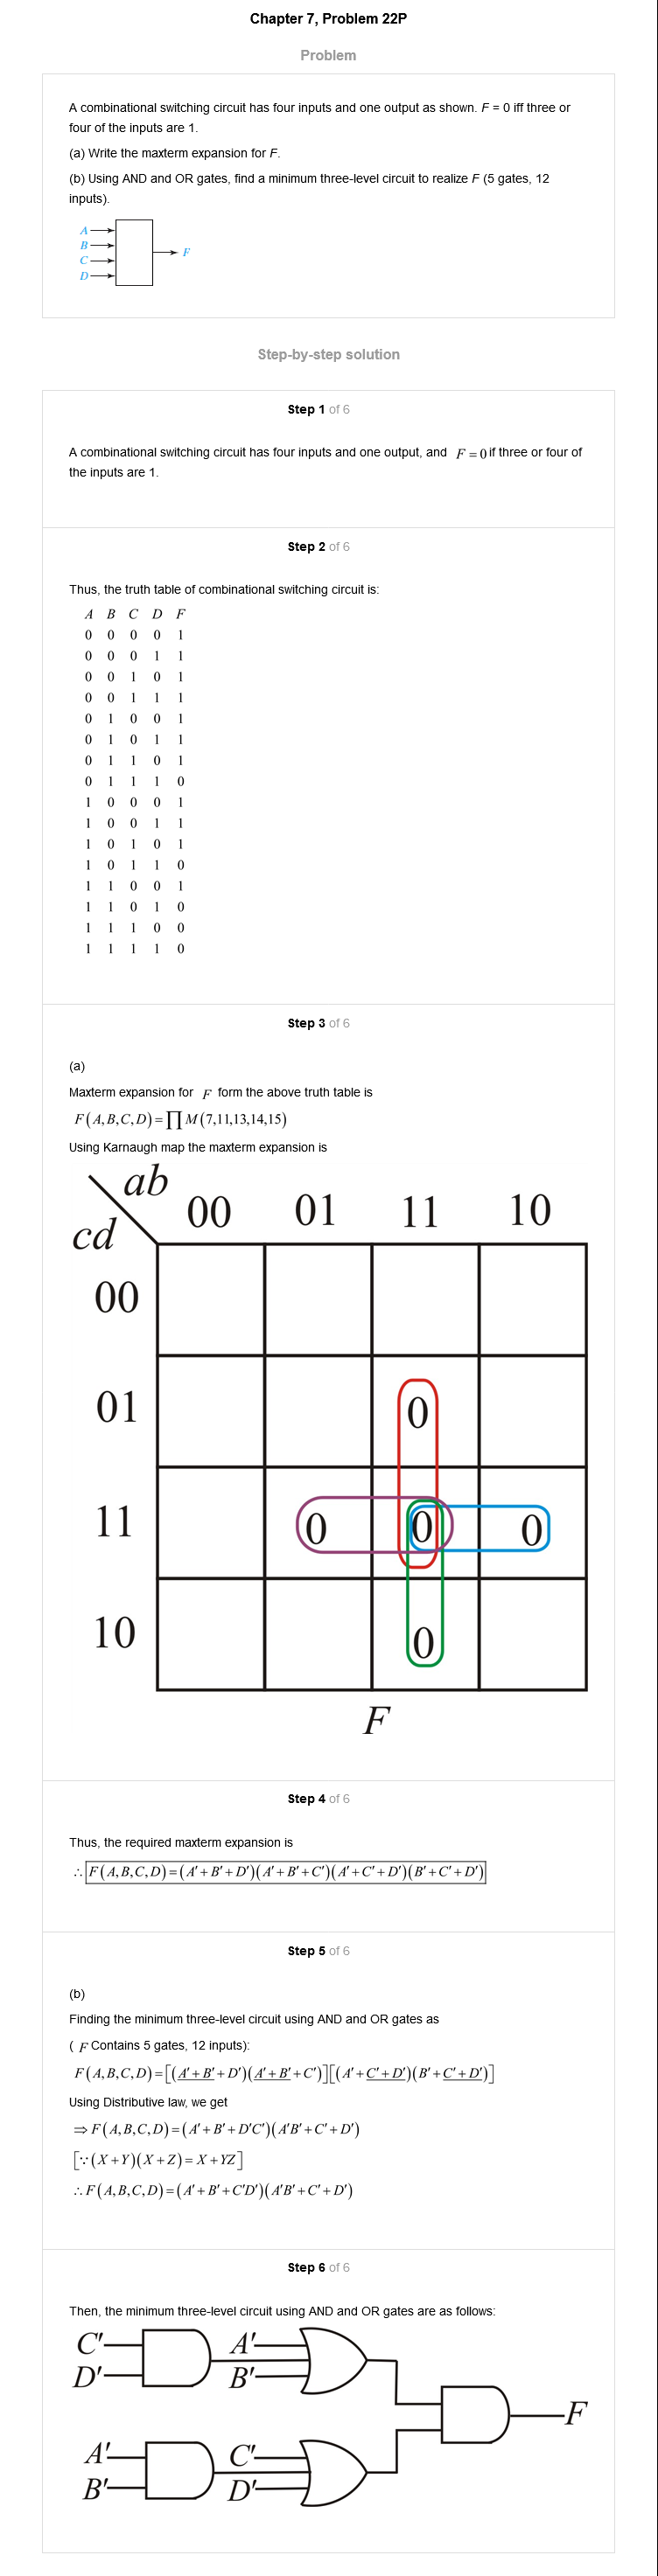 Chapter 7, Problem 22P
Problem
A combinational switching circuit has four inputs and one output as shown. F = 0 iff three or
four of the inputs are 1.
(a) Write the maxterm expansion for F.
(b) Using AND and OR gates, find a minimum three-level circuit to realize F (5 gates, 12
inputs).
A
B
F
C
D
Step-by-step solution
Step 1 of 6
A combinational switching circuit has four inputs and one output, and F = 0 if three or four of
the inputs are 1.
Step 2 of 6
Thus, the truth table of combinational switching circuit is:
A B C D F
0 0 0 0 1
0 0 0 1 1
0 0 1 0 1
0 0 1 1 1
0 1 0 0 1
0 1 0 1 1
0 1 1 0 1
0 1 1 1 0
1 0 0 0 1
1 0 0 1 1
1 0 1 0 1
1 0 1 1 0
1 1 0 0 1
1 1 0 1 0
1 1 1 0 0
1 1 1 1 0
Step 3 of 6
(a)
Maxterm expansion for F form the above truth table is
F(A,B,C,D)=∏M(7,11,13,14,15)
Using Karnaugh map the maxterm expansion is
ab
cd
00 01 11 10
00
01 0
11 0 0 0
10 0
F
Step 4 of 6
Thus, the required maxterm expansion is
∴ F(A,B,C,D)=(A'+B'+D')(A'+B'+C')(A'+C'+D')(B'+C'+D')
Step 5 of 6
(b)
Finding the minimum three-level circuit using AND and OR gates as
( F Contains 5 gates, 12 inputs):
F(A,B,C,D)=[(A'+B'+D')(A'+B'+C')][(A'+C'+D')(B'+C'+D')]
Using Distributive law, we get
⇒F(A,B,C,D)=(A'+B'+D'C')(A'B'+C'+D')
[∵(X+Y)(X+Z)=X+YZ]
∴F(A,B,C,D)=(A'+B'+C'D')(A'B'+C'+D')
Step 6 of 6
Then, the minimum three-level circuit using AND and OR gates are as follows:
C' A'
D' B'
F
A' C'
B' D'